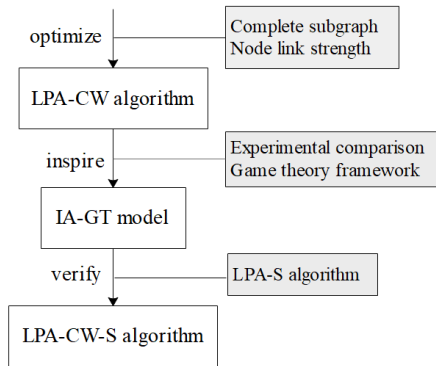 optimize
Complete subgraph
Node link strength
LPA-CW algorithm
inspire
Experimental comparison
Game theory framework
IA-GT model
verify
LPA-S algorithm
LPA-CW-S algorithm